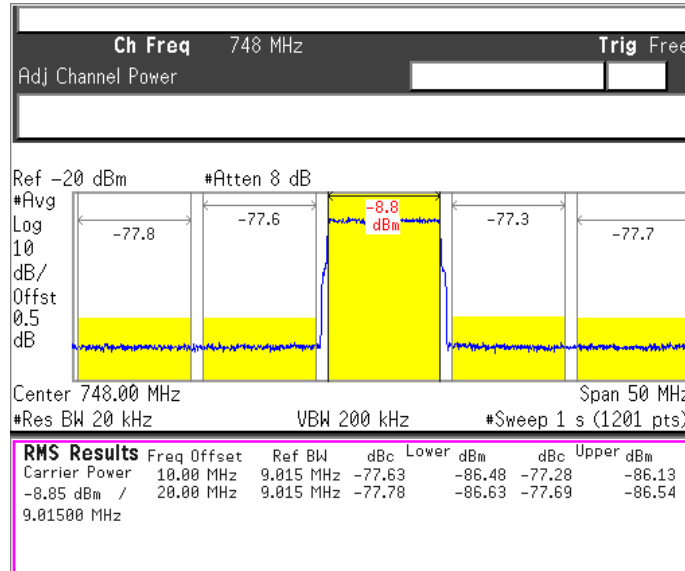 Ch Freq 748 MHz Trig Free
Adj Channel Power
Ref -20 dBm #Atten 8 dB
#Avg
Log
10
dB/
Offst
0.5
dB
-77.8 -77.6 -8.8 dBm -77.3 -77.7
Center 748.00 MHz Span 50 MHz
#Res BW 20 kHz VBW 200 kHz #Sweep 1 s (1201 pts)
RMS Results Freq Offset Ref BW dBc Lower dBm dBc Upper dBm
Carrier Power 10.00 MHz 9.015 MHz -77.63 -86.48 -77.28 -86.13
-8.85 dBm / 20.00 MHz 9.015 MHz -77.78 -86.63 -77.69 -86.54
9.01500 MHz